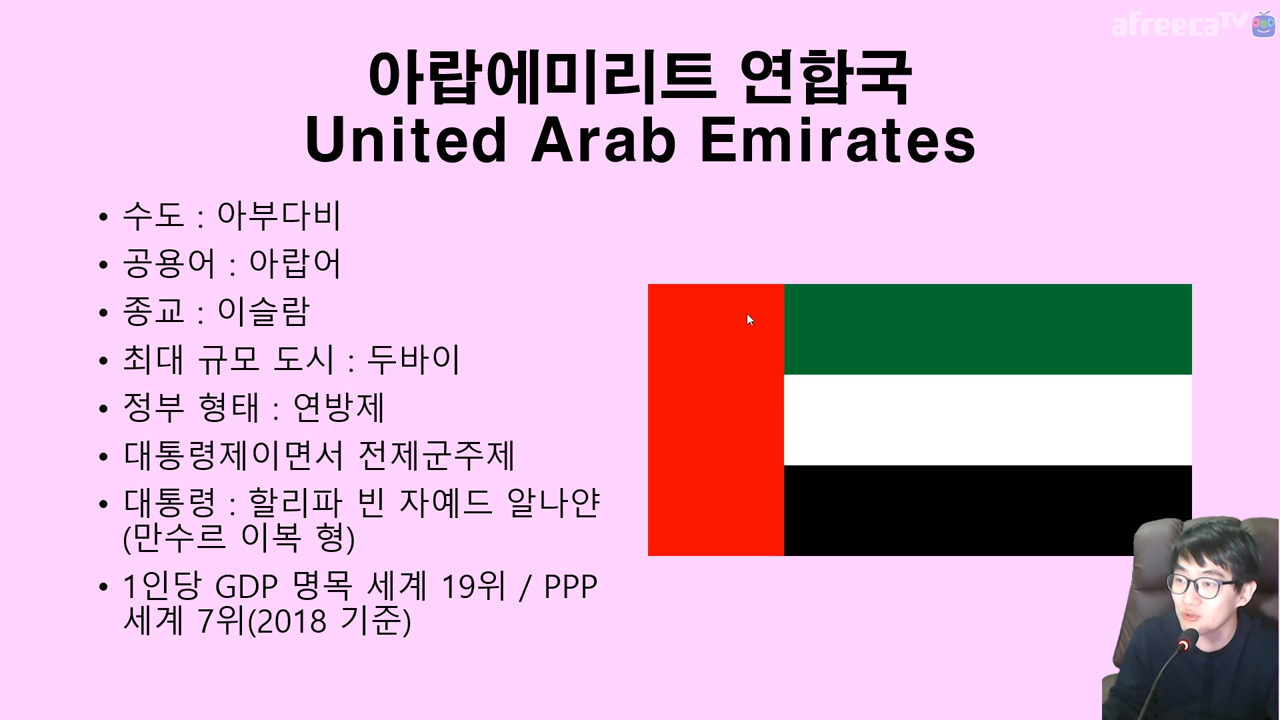 afreecaTV
아랍에미리트 연합국
United Arab Emirates
• 수도 : 아부다비
• 공용어 : 아랍어
• 종교 : 이슬람
• 최대 규모 도시 : 두바이
• 정부 형태 : 연방제
• 대통령제이면서 전제군주제
• 대통령 : 할리파 빈 자예드 알나얀
(만수르 이복 형)
• 1인당 GDP 명목 세계 19위 / PPP
세계 7위(2018 기준)